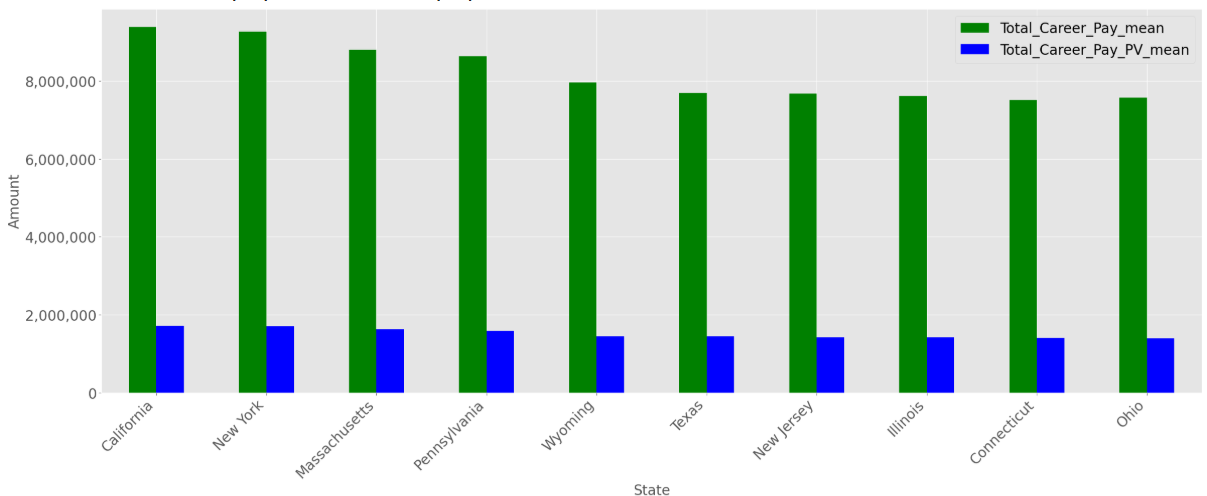 Total_Career_Pay_mean
Total_Career_Pay_PV_mean
8,000,000
6,000,000
4,000,000
2,000,000
0
Amount
California
New York
Massachusetts
Pennsylvania
Wyoming
Texas
New Jersey
Illinois
Connecticut
Ohio
State